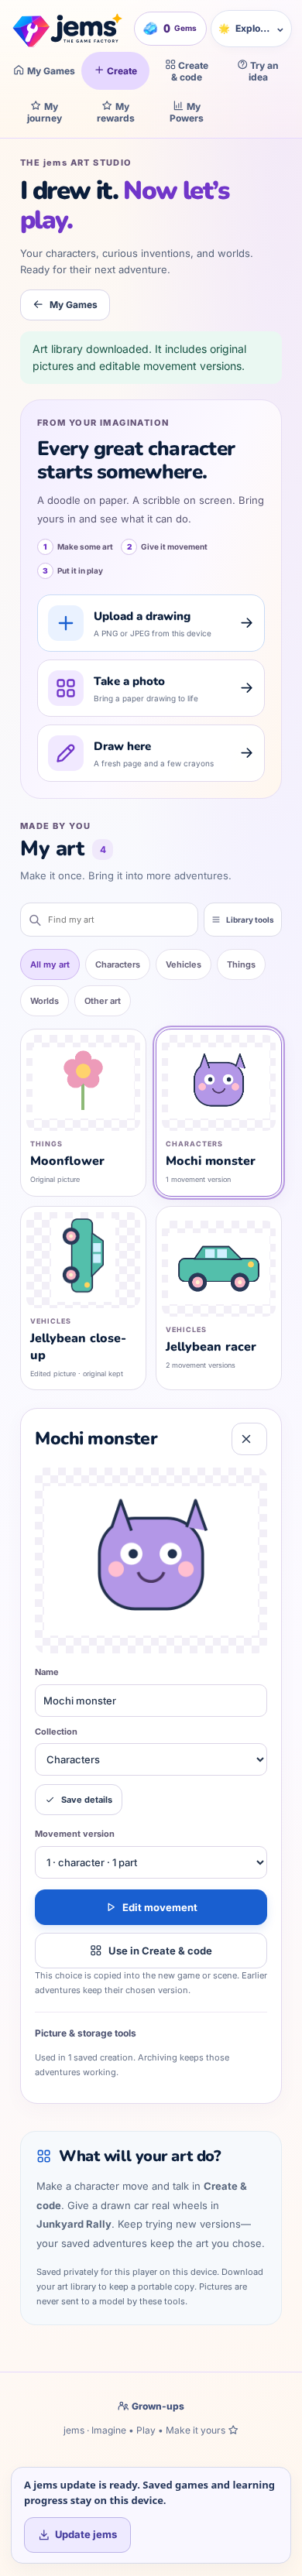 jems
THE GAME FACTORY
0 Gems
Explo...
My Games
Create
Create
& code
Try an
idea
My
journey
My
rewards
My
Powers
THE jems ART STUDIO
I drew it. Now let's
play.
Your characters, curious inventions, and worlds.
Ready for their next adventure.
My Games
Art library downloaded. It includes original
pictures and editable movement versions.
FROM YOUR IMAGINATION
Every great character
starts somewhere.
A doodle on paper. A scribble on screen. Bring
yours in and see what it can do.
1 Make some art 2 Give it movement
3 Put it in play
Upload a drawing
A PNG or JPEG from this device
Take a photo
Bring a paper drawing to life
Draw here
A fresh page and a few crayons
MADE BY YOU
My art 4
Make it once. Bring it into more adventures.
Find my art
Library tools
All my art
Characters
Vehicles
Things
Worlds
Other art
THINGS
Moonflower
Original picture
CHARACTERS
Mochi monster
1 movement version
VEHICLES
Jellybean close-
up
Edited picture · original kept
VEHICLES
Jellybean racer
2 movement versions
Mochi monster
Name
Mochi monster
Collection
Characters
Save details
Movement version
1 · character · 1 part
Edit movement
Use in Create & code
This choice is copied into the new game or scene. Earlier
adventures keep their chosen version.
Picture & storage tools
Used in 1 saved creation. Archiving keeps those
adventures working.
What will your art do?
Make a character move and talk in Create &
code. Give a drawn car real wheels in
Junkyard Rally. Keep trying new versions—
your saved adventures keep the art you chose.
Saved privately for this player on this device. Download
your art library to keep a portable copy. Pictures are
never sent to a model by these tools.
Grown-ups
jems · Imagine • Play • Make it yours
A jems update is ready. Saved games and learning
progress stay on this device.
Update jems